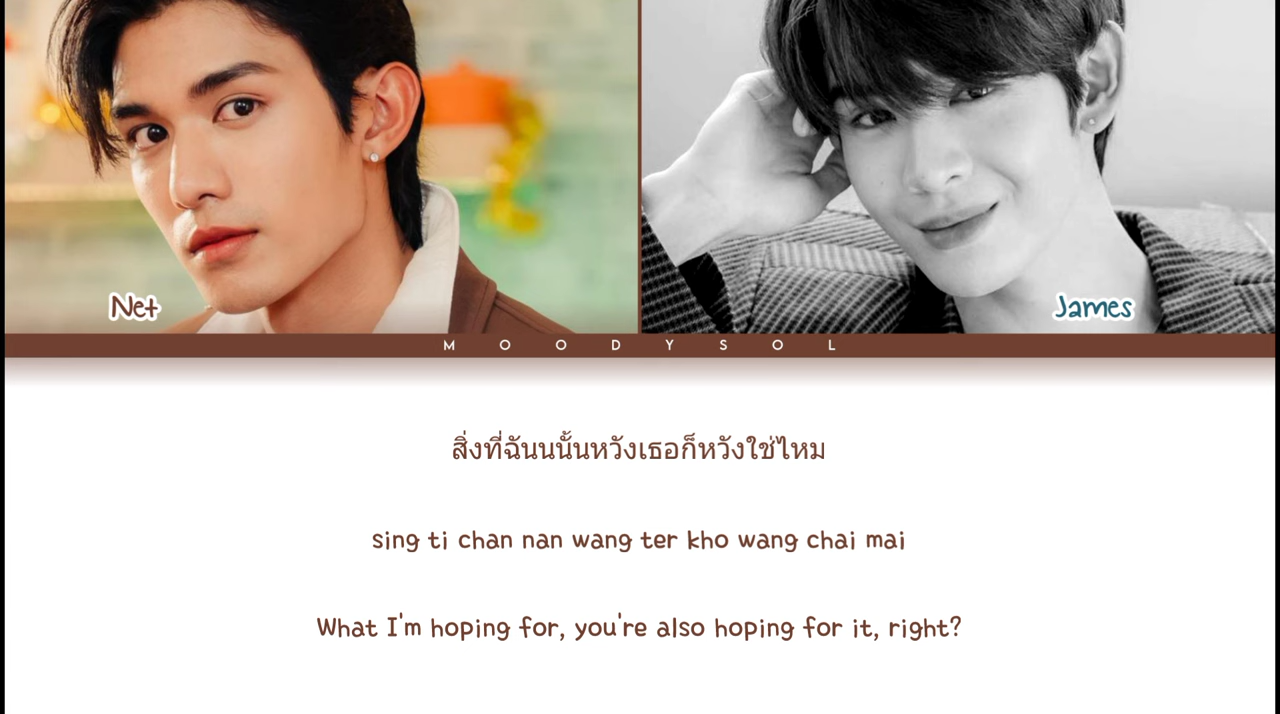 Net
James
MOODYSOL
สิ่งที่ฉันนนั้นหวังเธอก็หวังใช่ไหม
sing ti chan nan wang ter kho wang chai mai
What I'm hoping for, you're also hoping for it, right?